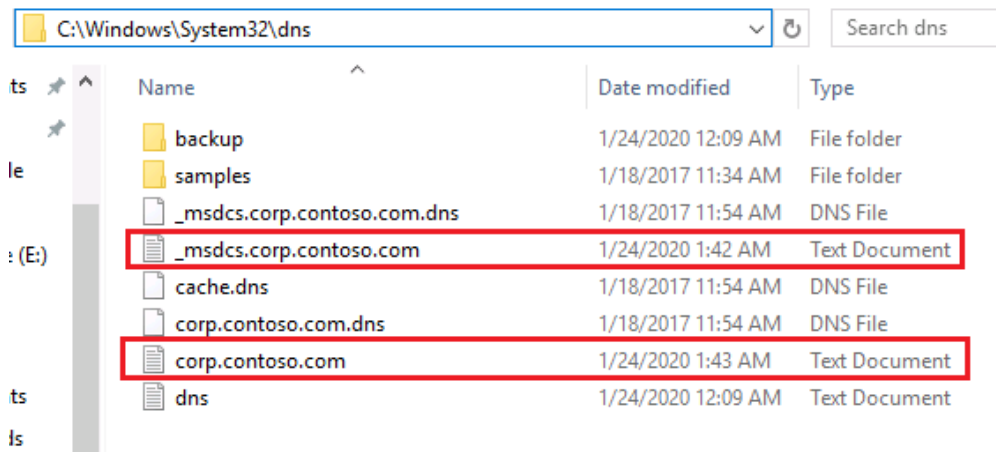 C:\Windows\System32\dns Search dns
Name Date modified Type
backup 1/24/2020 12:09 AM File folder
samples 1/18/2017 11:34 AM File folder
_msdcs.corp.contoso.com.dns 1/18/2017 11:54 AM DNS File
_msdcs.corp.contoso.com 1/24/2020 1:42 AM Text Document
cache.dns 1/18/2017 11:54 AM DNS File
corp.contoso.com.dns 1/18/2017 11:54 AM DNS File
corp.contoso.com 1/24/2020 1:43 AM Text Document
dns 1/24/2020 12:09 AM Text Document
(E:)